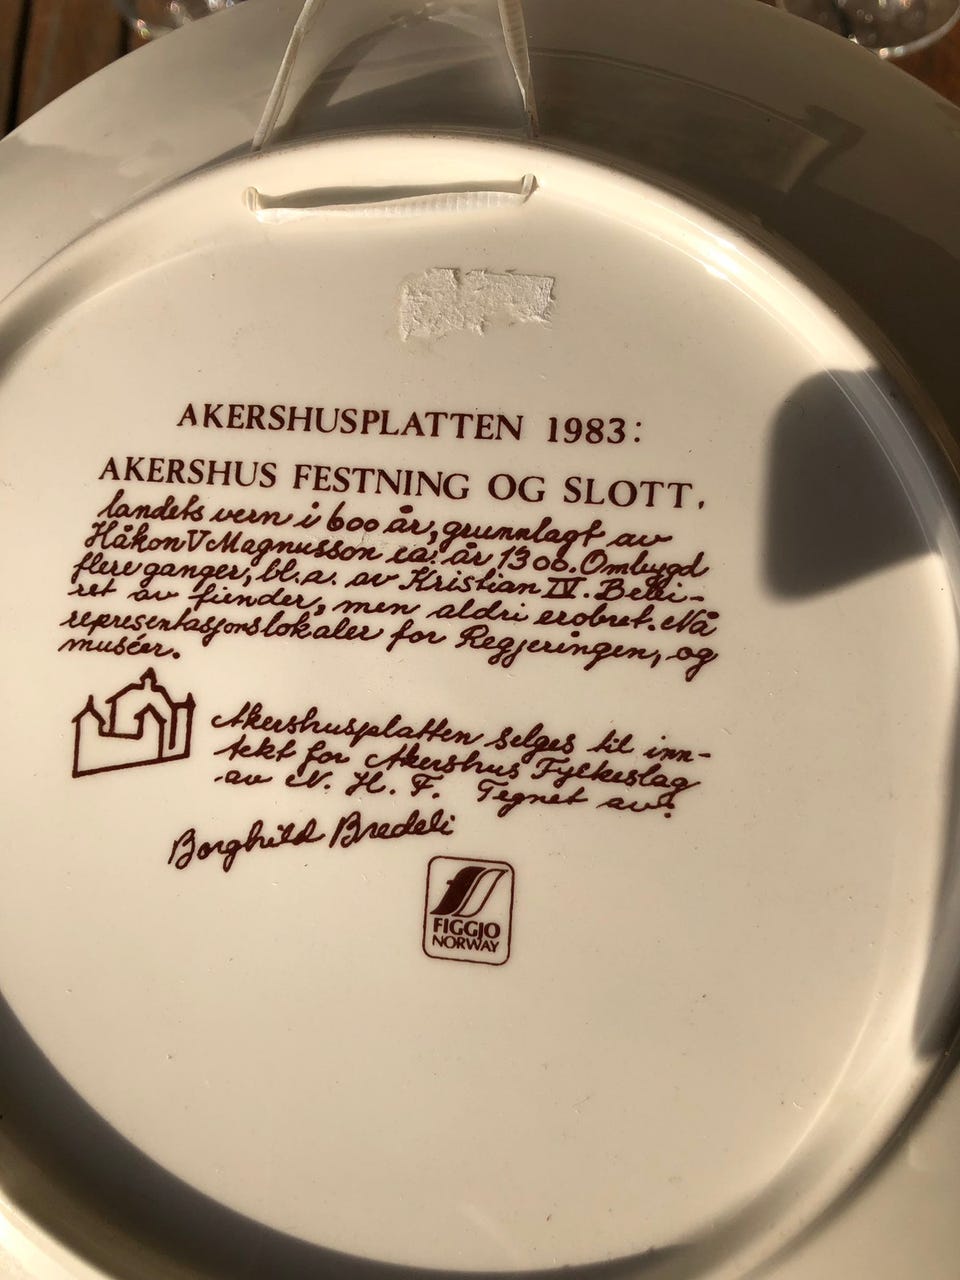 AKERSHUSPLATTEN 1983:
AKERSHUS FESTNING OG SLOTT,
landets vern i 600 år, grunnlagt av
Håkon V Magnusson ca. år 1300. Ombygd
flere ganger, bl.a. av Kristian IV. Belei-
ret av fiender, men aldri erobret. Nå
representasjonslokaler for Regjeringen, og
muséer.
Akershusplatten selges til inn-
tekt for Akershus Fylkeslag
av N. H. F. Tegnet av:
Borghild Bredeli
FIGGJO
NORWAY